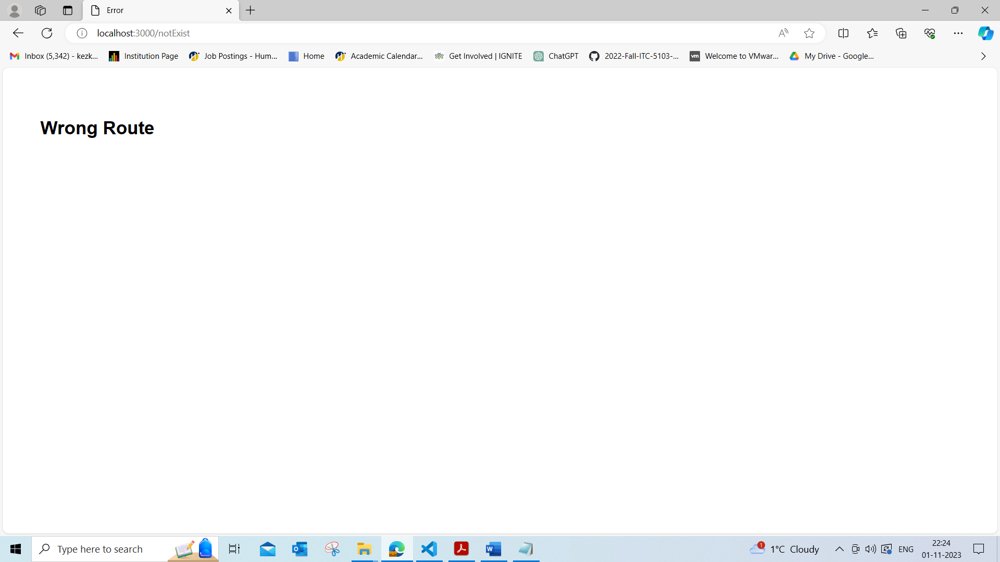 Error
localhost:3000/notExist
Inbox (5,342) - kezk... Institution Page Job Postings - Hum... Home Academic Calendar... Get Involved | IGNITE ChatGPT 2022-Fall-ITC-5103-... vm Welcome to VMwar... My Drive - Google...
Wrong Route
Type here to search
1 1°C Cloudy ENG 22:24
01-11-2023